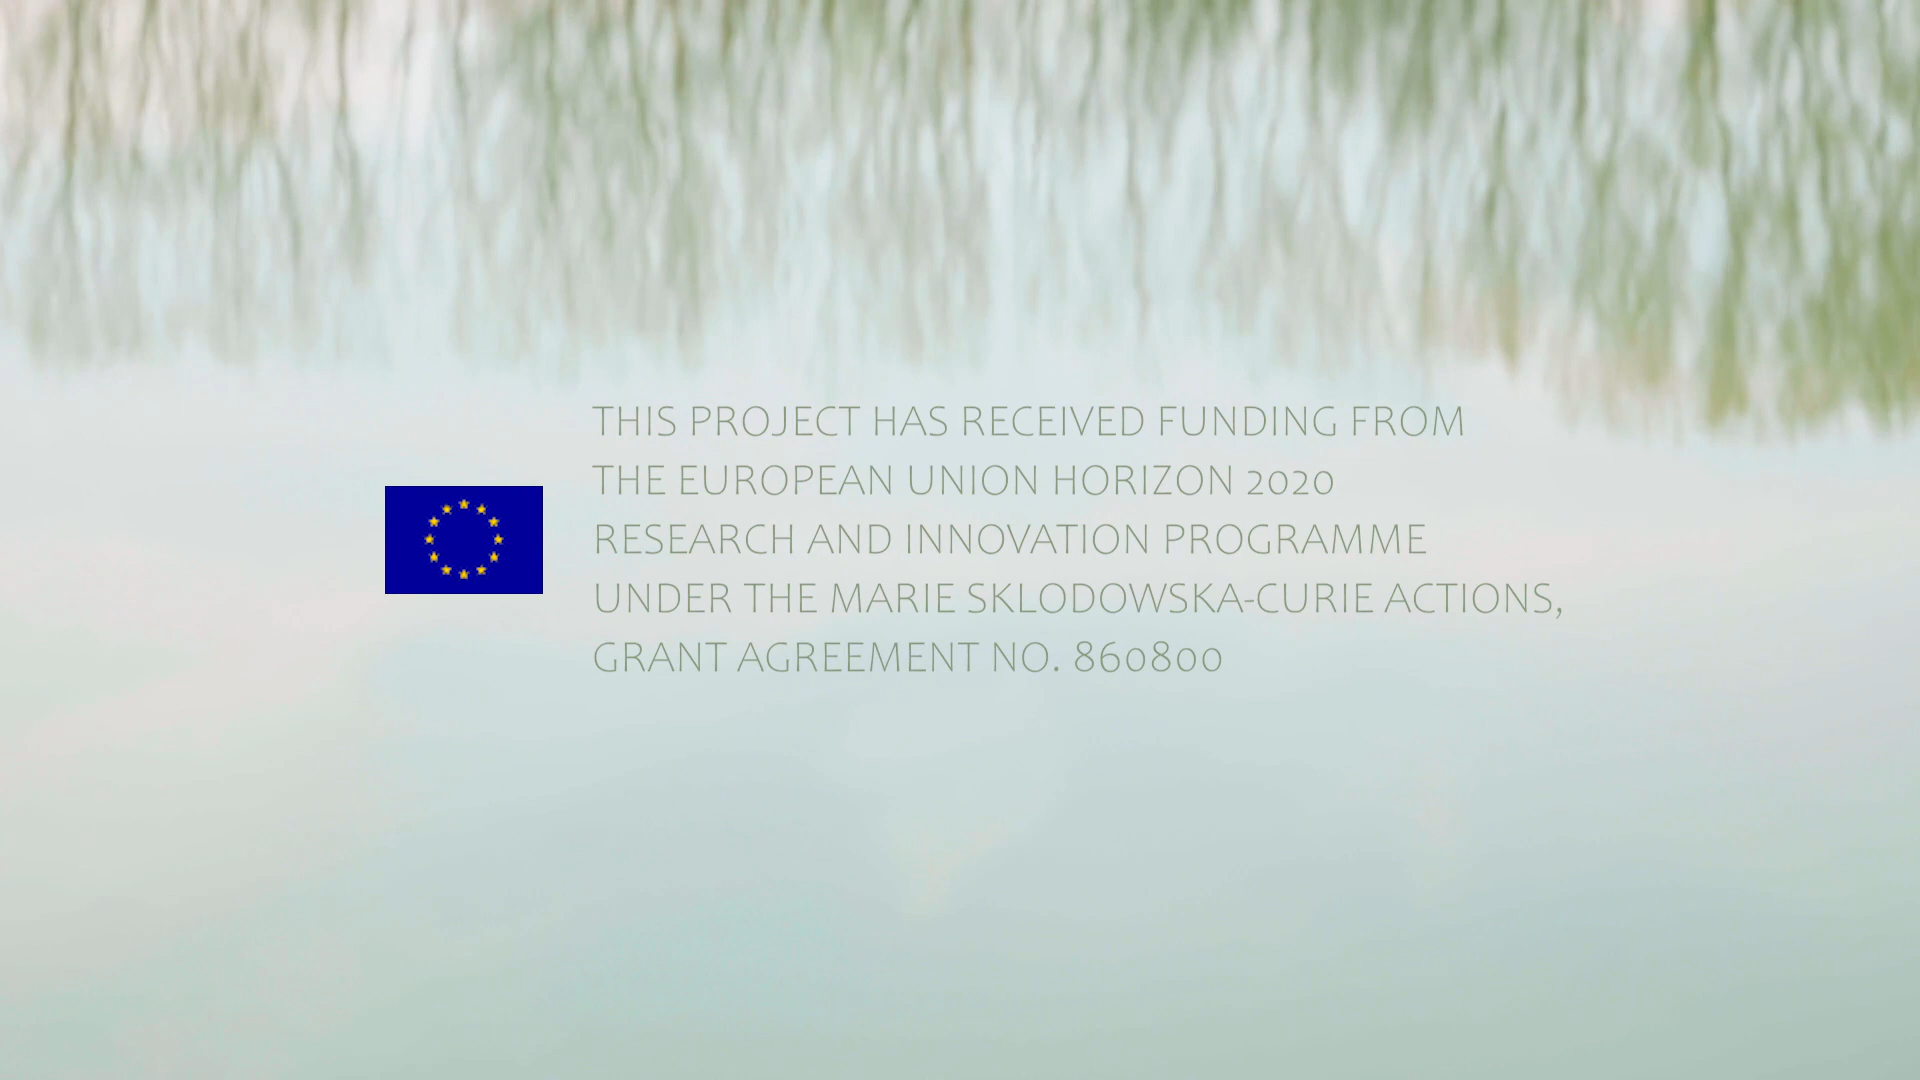 THIS PROJECT HAS RECEIVED FUNDING FROM
THE EUROPEAN UNION HORIZON 2020
RESEARCH AND INNOVATION PROGRAMME
UNDER THE MARIE SKLODOWSKA-CURIE ACTIONS,
GRANT AGREEMENT NO. 860800